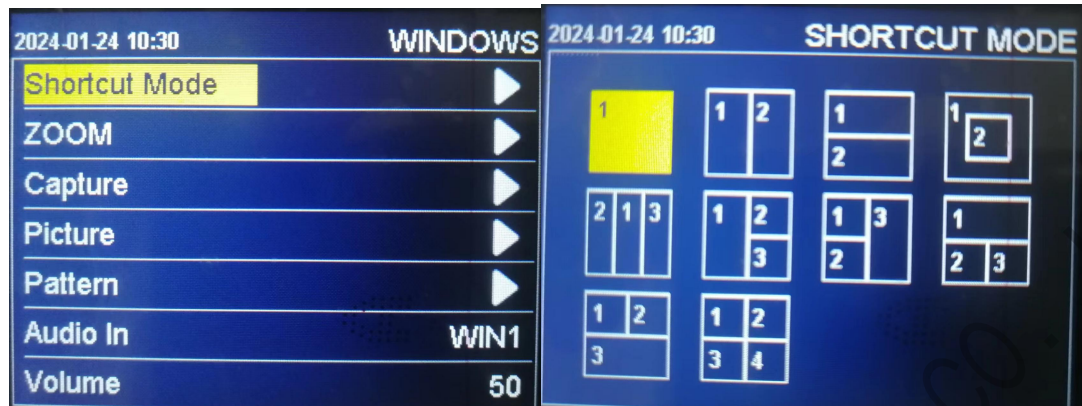 2024-01-24 10:30 WINDOWS
Shortcut Mode
ZOOM
Capture
Picture
Pattern
Audio In WIN1
Volume 50
2024-01-24 10:30 SHORTCUT MODE
1 1 2 1 2 1 2
2 1 3 1 2 3 1 2 3 1 2 3
1 2 3 1 2 3 4